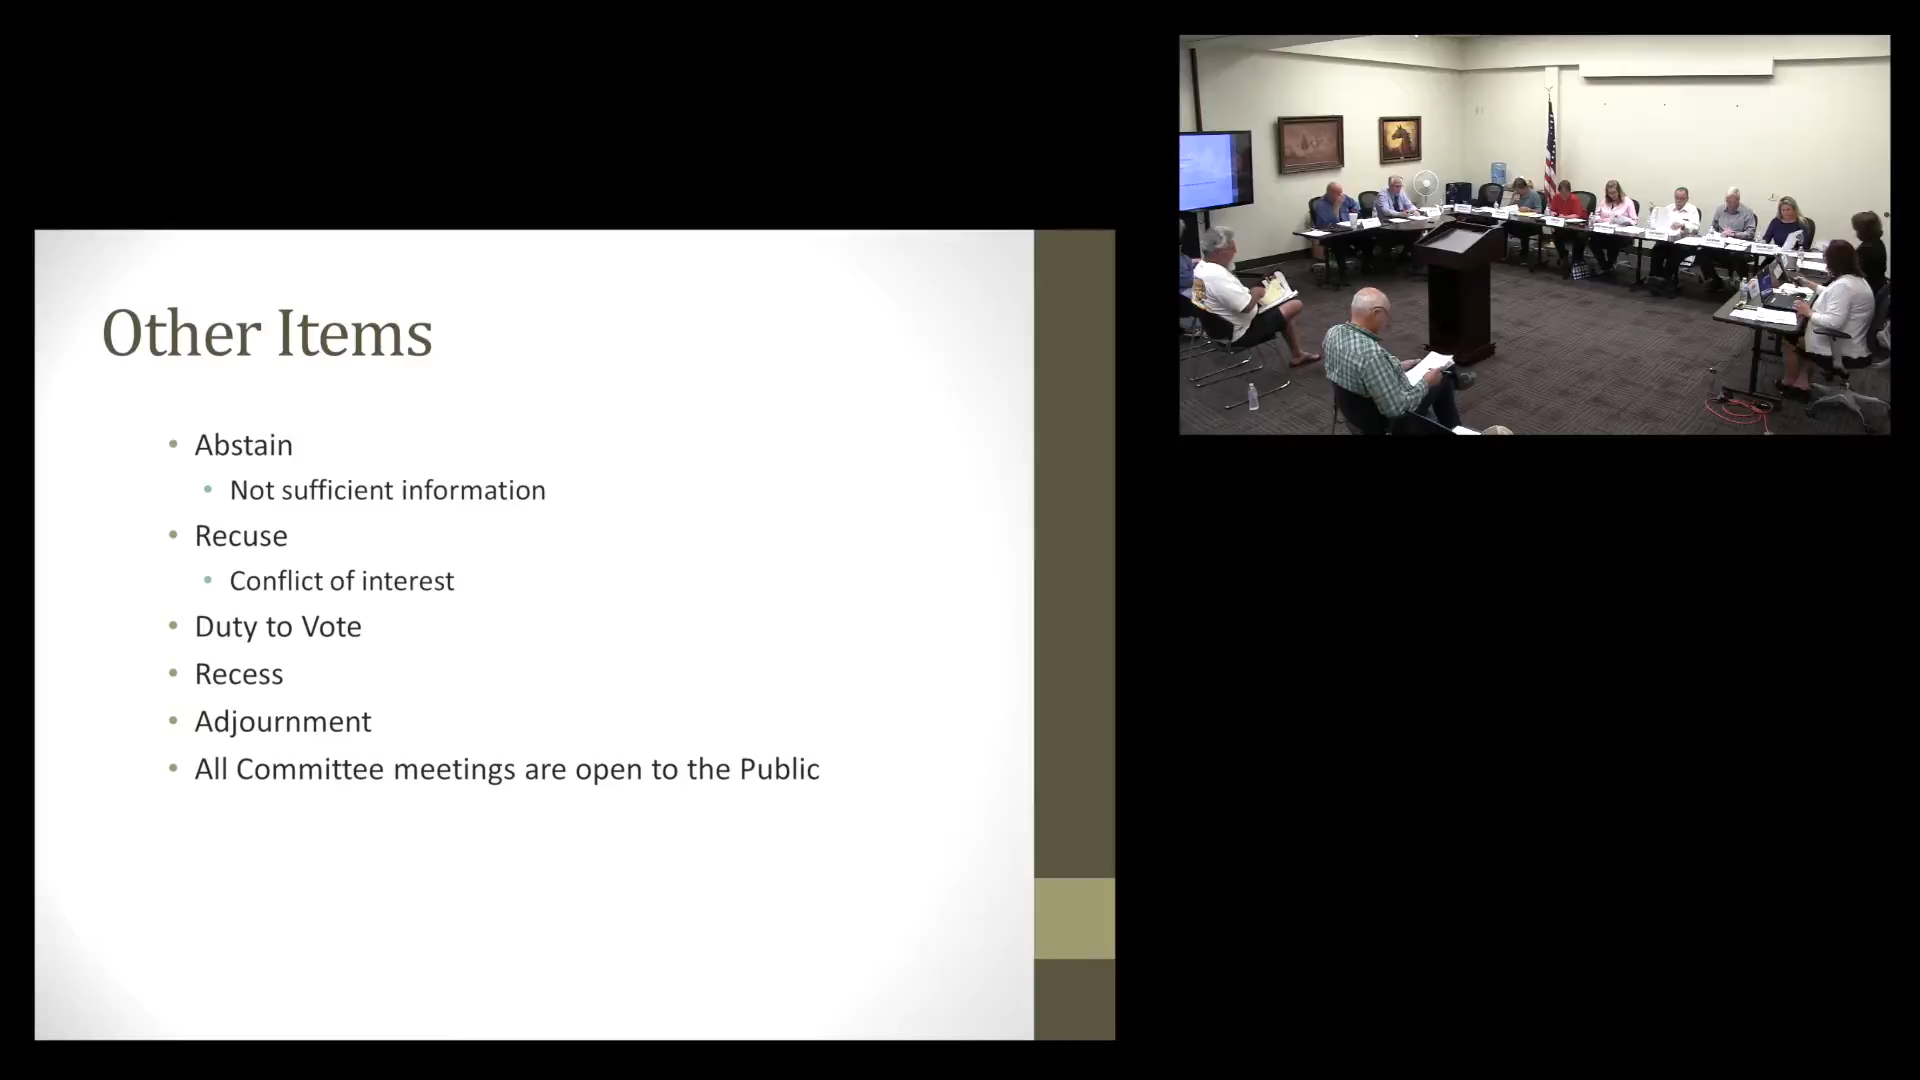 Other Items
• Abstain
• Not sufficient information
• Recuse
• Conflict of interest
• Duty to Vote
• Recess
• Adjournment
• All Committee meetings are open to the Public